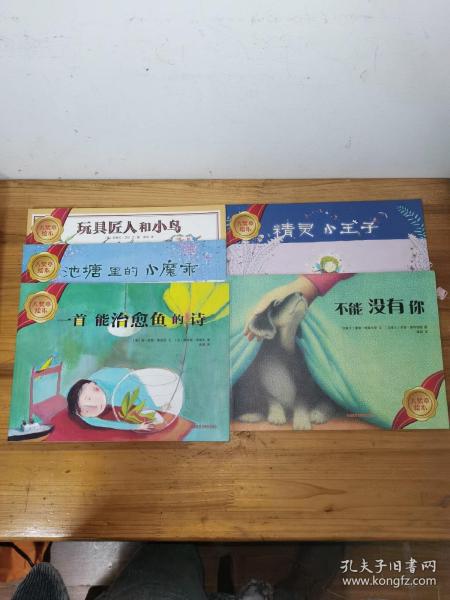 玩具匠人和小鸟
大奖章
绘本
精灵小王子
大奖章
绘本
池塘里的小魔术
大奖章
绘本
一首能治愈鱼的诗
大奖章
绘本
不能没有你
大奖章
绘本
孔夫子旧书网
www.kongfz.com